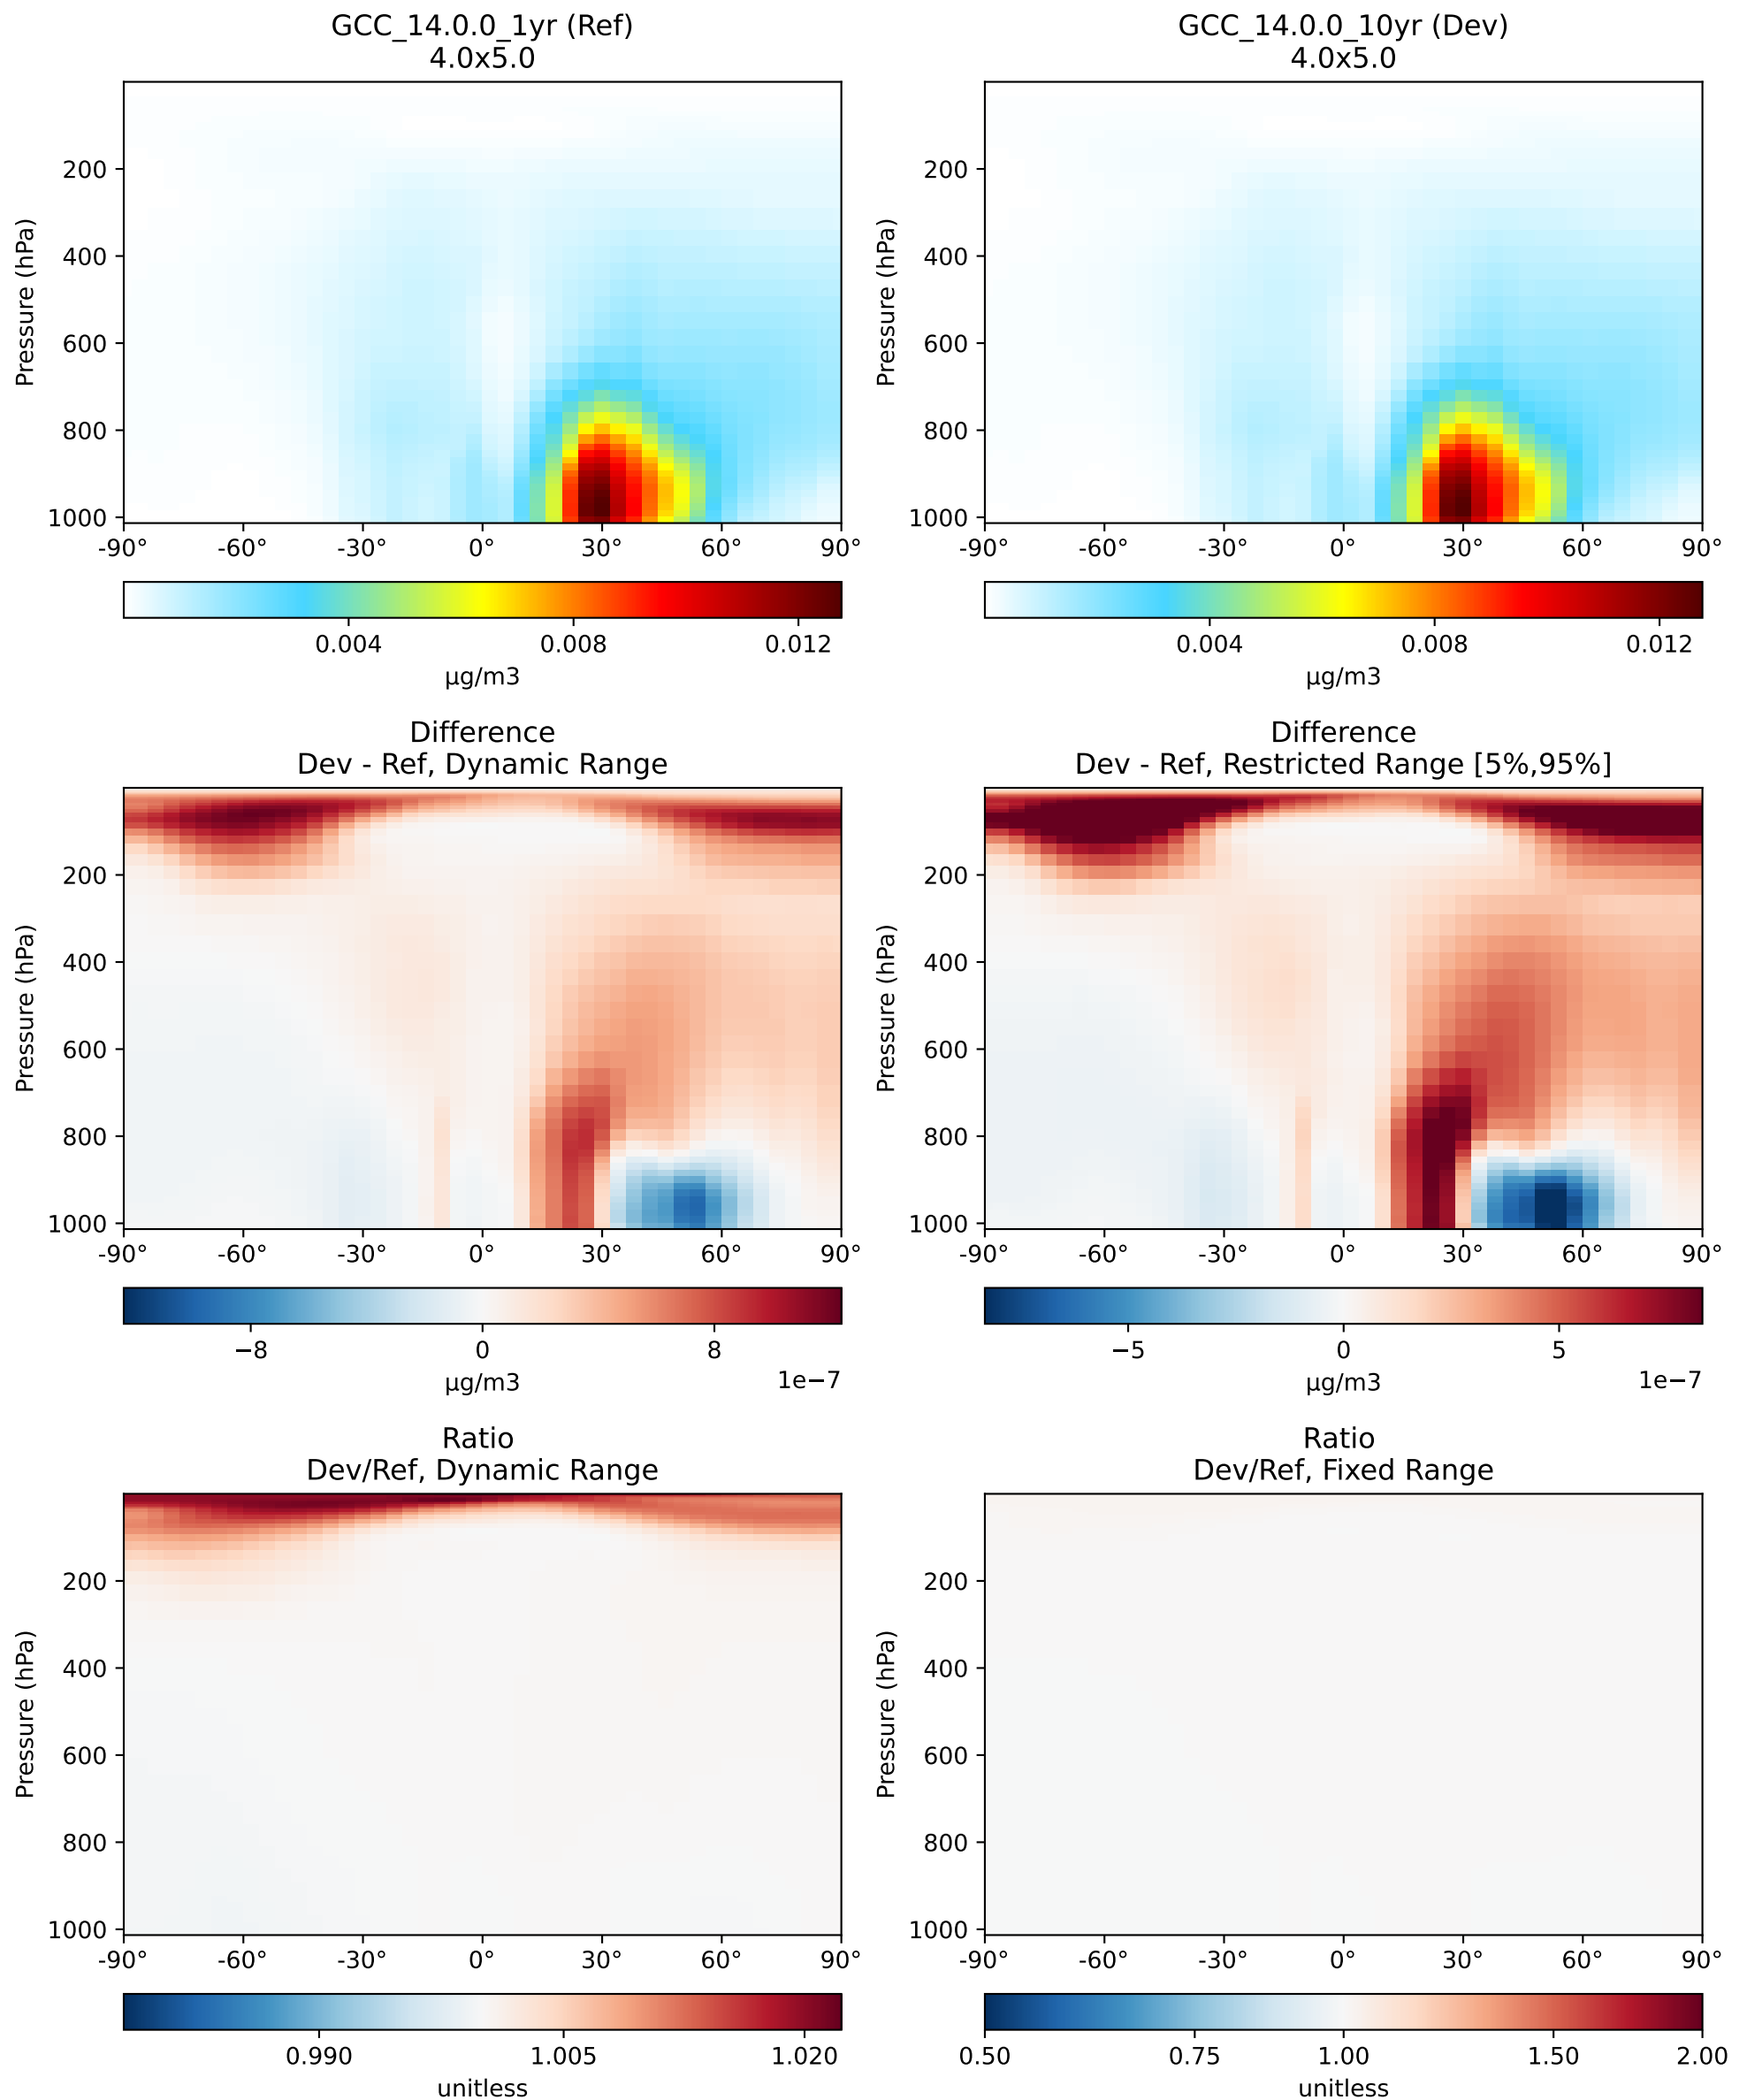 GCC_14.0.0_1yr (Ref)
4.0x5.0
GCC_14.0.0_10yr (Dev)
4.0x5.0
Pressure (hPa)
200
400
600
800
1000
-90° -60° -30° 0° 30° 60° 90°
0.004 0.008 0.012
µg/m3
Pressure (hPa)
200
400
600
800
1000
-90° -60° -30° 0° 30° 60° 90°
0.004 0.008 0.012
µg/m3
Difference
Dev - Ref, Dynamic Range
Pressure (hPa)
200
400
600
800
1000
-90° -60° -30° 0° 30° 60° 90°
−8 0 8
µg/m3 1e−7
Difference
Dev - Ref, Restricted Range [5%,95%]
Pressure (hPa)
200
400
600
800
1000
-90° -60° -30° 0° 30° 60° 90°
−5 0 5
µg/m3 1e−7
Ratio
Dev/Ref, Dynamic Range
Pressure (hPa)
200
400
600
800
1000
-90° -60° -30° 0° 30° 60° 90°
0.990 1.005 1.020
unitless
Ratio
Dev/Ref, Fixed Range
Pressure (hPa)
200
400
600
800
1000
-90° -60° -30° 0° 30° 60° 90°
0.50 0.75 1.00 1.50 2.00
unitless